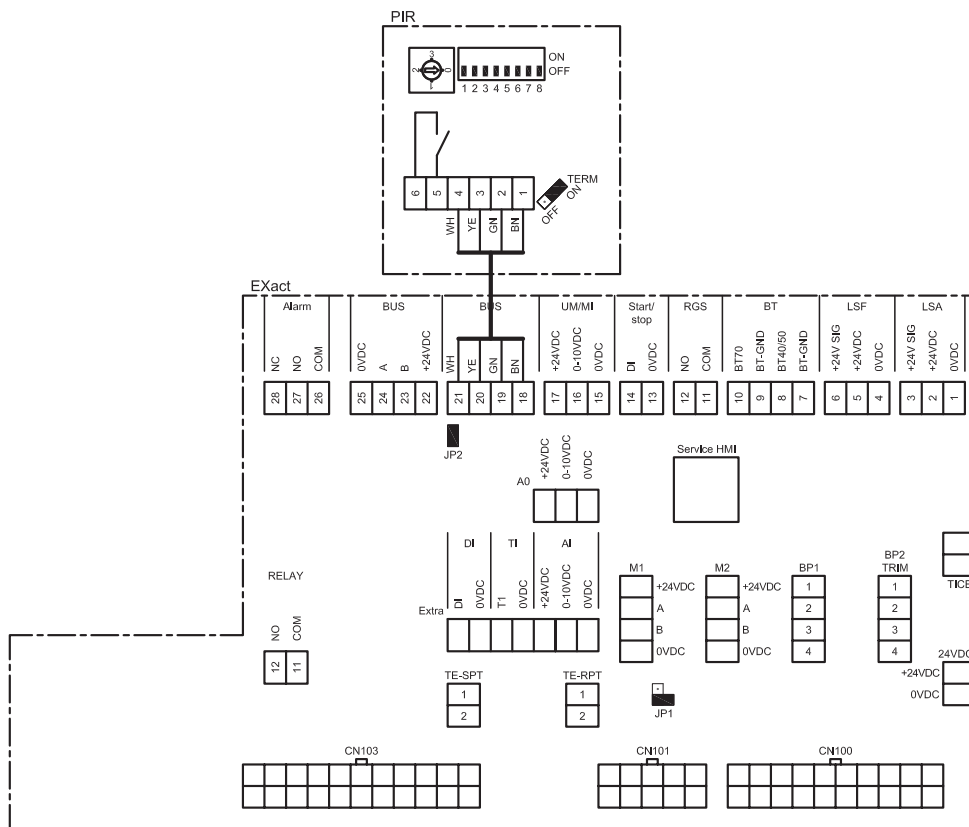 PIR
3
2 0
1
ON
OFF
1 2 3 4 5 6 7 8
6 5 4 3 2 1
TERM
ON
OFF
WH YE GN BN
EXact
Alarm BUS BUS UM/MI Start/stop RGS BT LSF LSA
NC NO COM
0VDC A B +24VDC
WH YE GN BN
+24VDC 0-10VDC 0VDC
DI 0VDC
NO COM
BT70 BT-GND BT40/50 BT-GND
+24V SIG +24VDC 0VDC
+24V SIG +24VDC 0VDC
28 27 26 25 24 23 22 21 20 19 18 17 16 15 14 13 12 11 10 9 8 7 6 5 4 3 2 1
JP2
A0
+24VDC 0-10VDC 0VDC
Service HMI
DI TI AI
Extra
DI 0VDC T1 0VDC +24VDC 0-10VDC 0VDC
RELAY
NO COM
12 11
M1
+24VDC
A
B
0VDC
M2
+24VDC
A
B
0VDC
BP1
1
2
3
4
BP2
TRIM
1
2
3
4
TICE
24VDC
+24VDC
0VDC
TE-SPT
1
2
TE-RPT
1
2
JP1
CN103
CN101
CN100